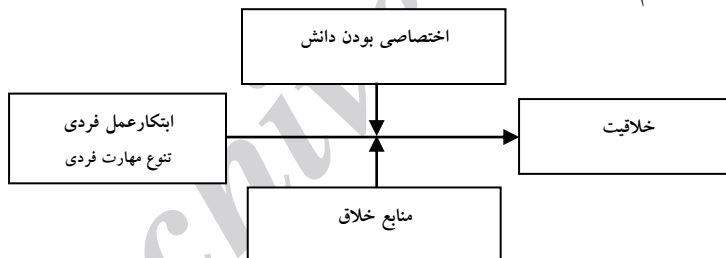 اختصاصی بودن دانش
ابتکارعمل فردی
تنوع مهارت فردی
خلاقیت
منابع خلاق